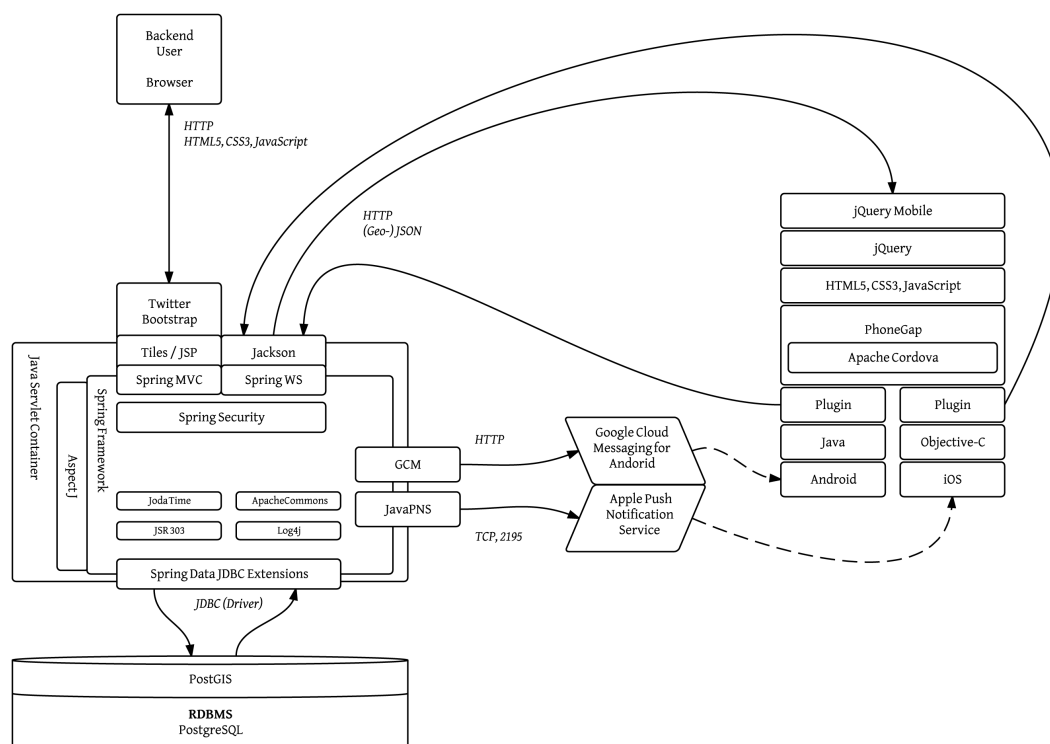 Backend
User
Browser
HTTP
HTML5, CSS3, JavaScript
HTTP
(Geo-) JSON
jQuery Mobile
jQuery
HTML5, CSS3, JavaScript
PhoneGap
Apache Cordova
Plugin
Plugin
Java
Objective-C
Android
iOS
Twitter
Bootstrap
Tiles / JSP
Jackson
Spring MVC
Spring WS
Spring Security
Java Servlet Container
AspectJ
Spring Framework
JodaTime
ApacheCommons
JSR 303
Log4j
GCM
JavaPNS
HTTP
TCP, 2195
Google Cloud
Messaging for
Andorid
Apple Push
Notification
Service
Spring Data JDBC Extensions
JDBC (Driver)
PostGIS
RDBMS
PostgreSQL